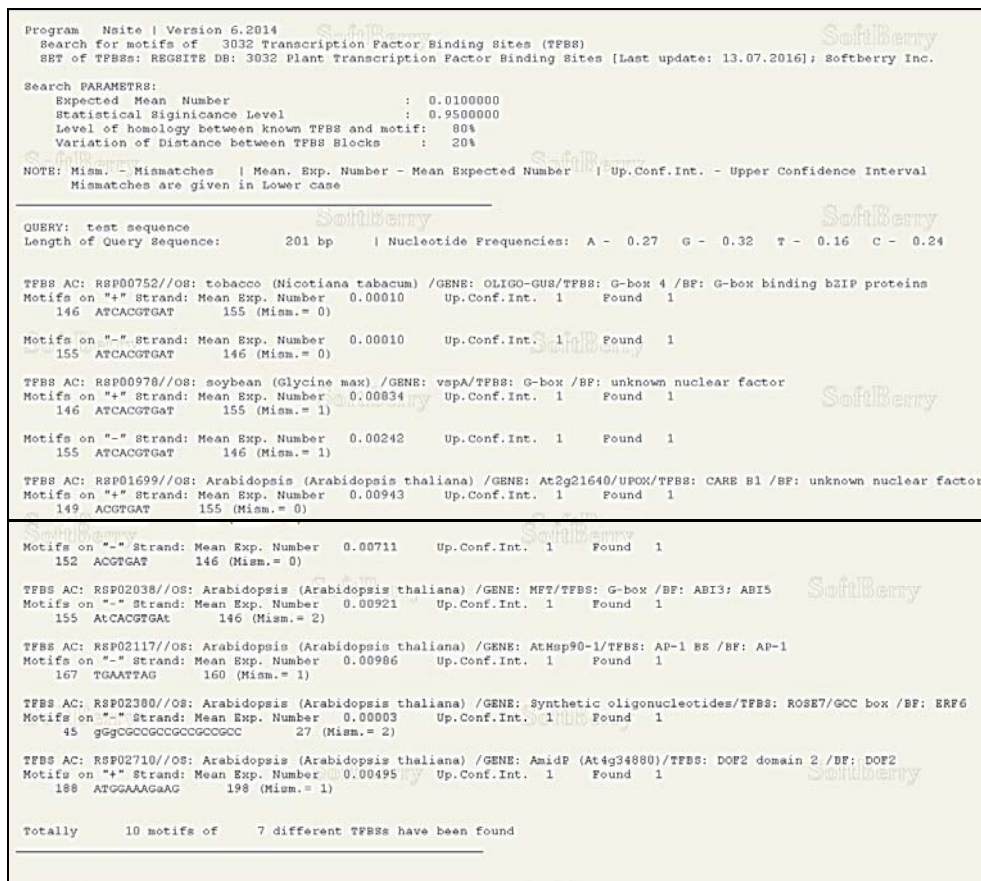 Program Nsite | Version 6.2014
Search for motifs of 3032 Transcription Factor Binding Sites (TFBS)
SET of TFBSs: REGSITE DB: 3032 Plant Transcription Factor Binding Sites [Last update: 13.07.2016]; Softberry Inc.
Search PARAMETRS:
Expected Mean Number : 0.0100000
Statistical Siginicance Level : 0.9500000
Level of homology between known TFBS and motif: 80%
Variation of Distance between TFBS Blocks : 20%
NOTE: Mism. - Mismatches | Mean. Exp. Number - Mean Expected Number | Up.Conf.Int. - Upper Confidence Interval
Mismatches are given in Lower case
QUERY: test sequence
Length of Query Sequence: 201 bp | Nucleotide Frequencies: A - 0.27 G - 0.32 T - 0.16 C - 0.24
TFBS AC: RSP00752//OS: tobacco (Nicotiana tabacum) /GENE: OLIGO-GUS/TFBS: G-box 4 /BF: G-box binding bZIP proteins
Motifs on "+" Strand: Mean Exp. Number 0.00010 Up.Conf.Int. 1 Found 1
146 ATCACGTGAT 155 (Mism.= 0)
Motifs on "-" Strand: Mean Exp. Number 0.00010 Up.Conf.Int. 1 Found 1
155 ATCACGTGAT 146 (Mism.= 0)
TFBS AC: RSP00978//OS: soybean (Glycine max) /GENE: vspA/TFBS: G-box /BF: unknown nuclear factor
Motifs on "+" Strand: Mean Exp. Number 0.00834 Up.Conf.Int. 1 Found 1
146 ATCACGTGaT 155 (Mism.= 1)
Motifs on "-" Strand: Mean Exp. Number 0.00242 Up.Conf.Int. 1 Found 1
155 ATCACGTGaT 146 (Mism.= 1)
TFBS AC: RSP01699//OS: Arabidopsis (Arabidopsis thaliana) /GENE: At2g21640/UPOX/TFBS: CARE B1 /BF: unknown nuclear factor
Motifs on "+" Strand: Mean Exp. Number 0.00943 Up.Conf.Int. 1 Found 1
149 ACGTGAT 155 (Mism.= 0)
Motifs on "-" Strand: Mean Exp. Number 0.00711 Up.Conf.Int. 1 Found 1
152 ACGTGAT 146 (Mism.= 0)
TFBS AC: RSP02038//OS: Arabidopsis (Arabidopsis thaliana) /GENE: MFT/TFBS: G-box /BF: ABI3; ABI5
Motifs on "-" Strand: Mean Exp. Number 0.00921 Up.Conf.Int. 1 Found 1
155 AtCACGTGAt 146 (Mism.= 2)
TFBS AC: RSP02117//OS: Arabidopsis (Arabidopsis thaliana) /GENE: AtHsp90-1/TFBS: AP-1 BS /BF: AP-1
Motifs on "-" Strand: Mean Exp. Number 0.00986 Up.Conf.Int. 1 Found 1
167 TGAATTAG 160 (Mism.= 1)
TFBS AC: RSP02380//OS: Arabidopsis (Arabidopsis thaliana) /GENE: Synthetic oligonucleotides/TFBS: ROSE7/GCC box /BF: ERF6
Motifs on "-" Strand: Mean Exp. Number 0.00003 Up.Conf.Int. 1 Found 1
45 gGgCGCCGCCGCCGCCGCC 27 (Mism.= 2)
TFBS AC: RSP02710//OS: Arabidopsis (Arabidopsis thaliana) /GENE: AmidP (At4g34880)/TFBS: DOF2 domain 2 /BF: DOF2
Motifs on "+" Strand: Mean Exp. Number 0.00495 Up.Conf.Int. 1 Found 1
188 ATGGAAAGaAG 198 (Mism.= 1)
Totally 10 motifs of 7 different TFBSs have been found